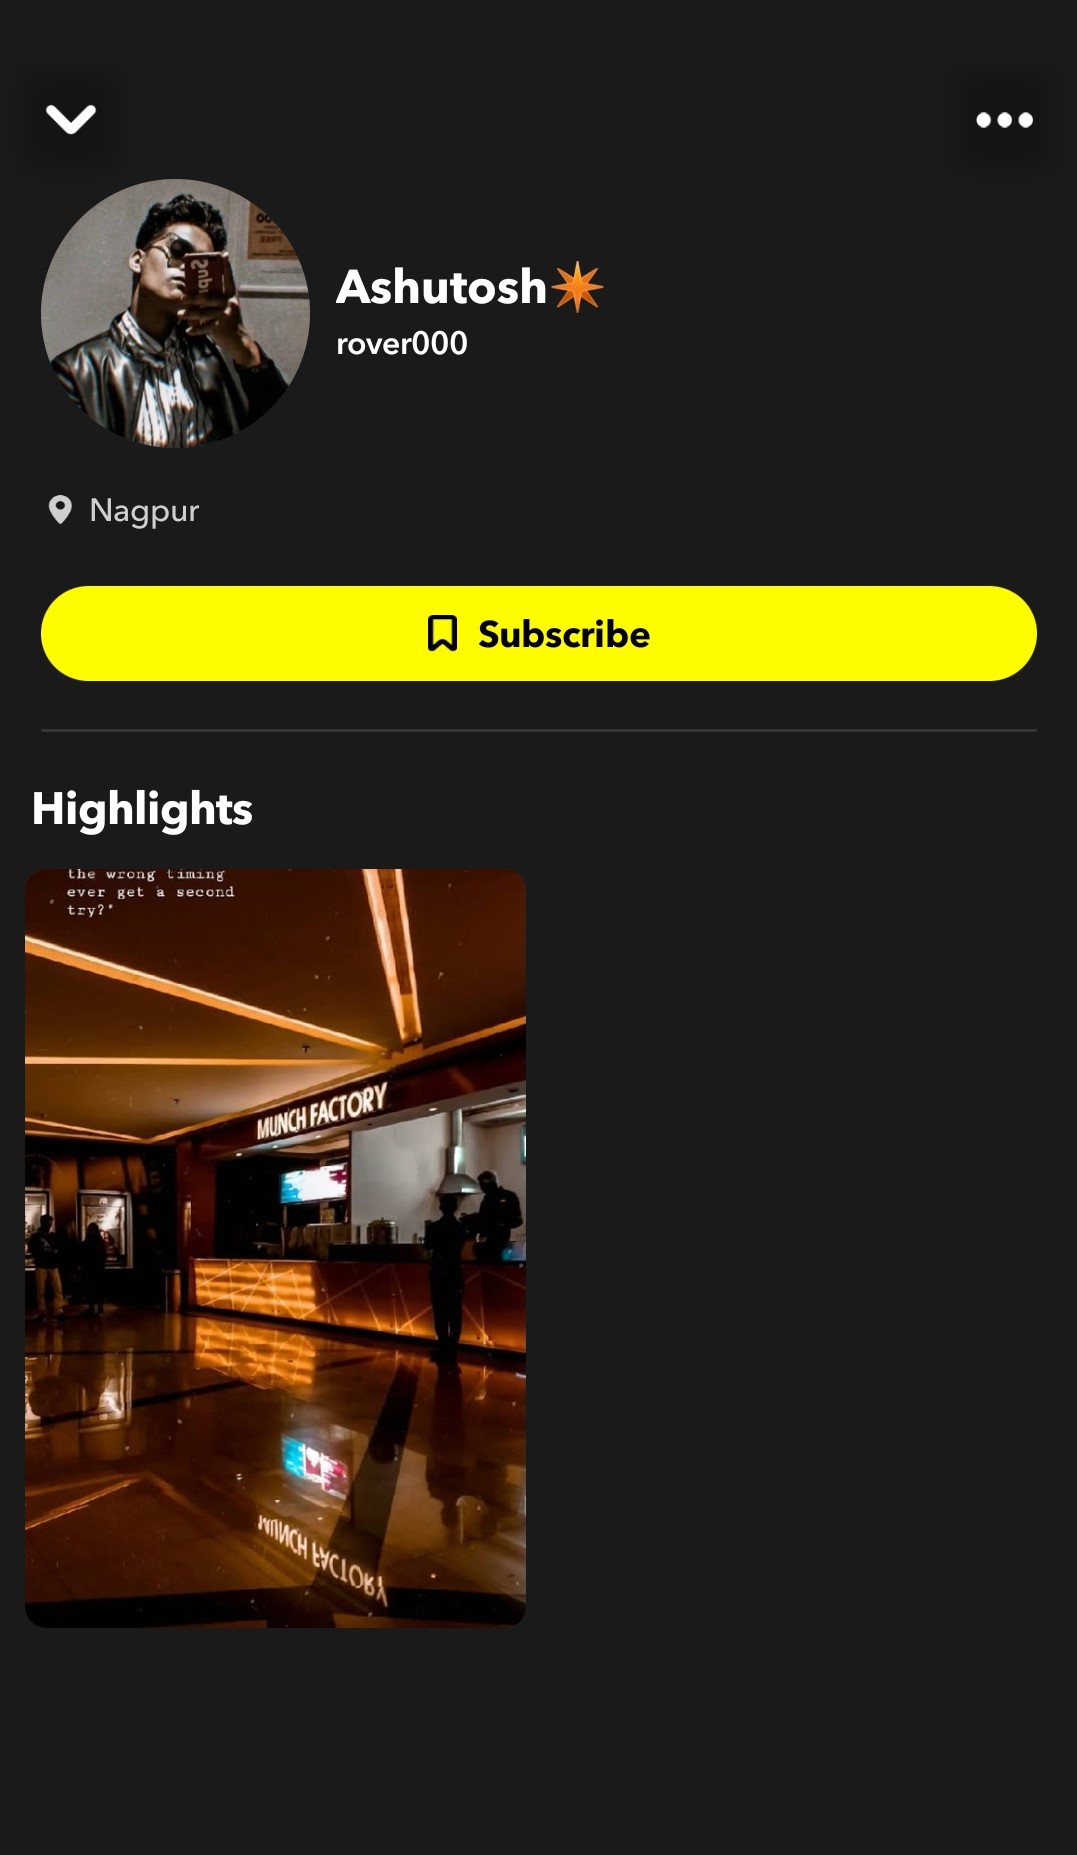 Ashutosh✴️
rover000
Nagpur
Subscribe
Highlights
the wrong timing
ever get a second
try?"
MUNCH FACTORY
MUNCH FACTORY